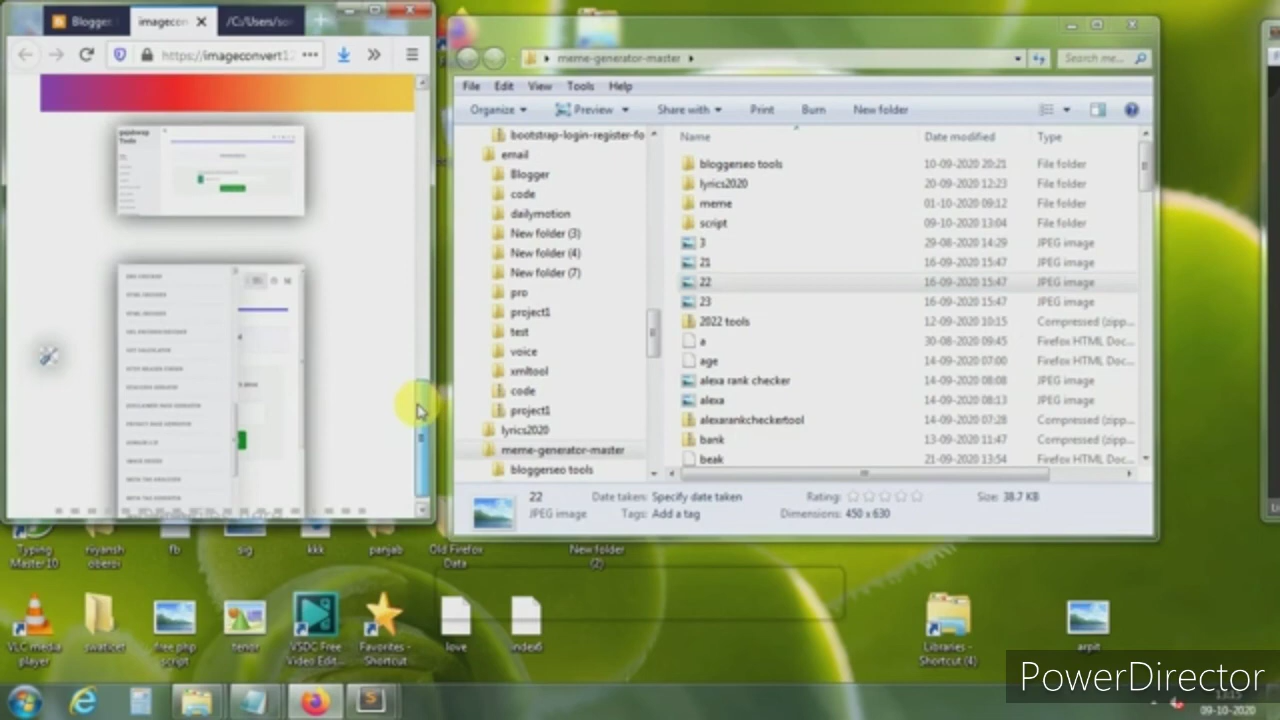 Blogger:
imagecon
/C:/Users/so
https://imageconvert12
meme-generator-master
Search me...
File Edit View Tools Help
Organize Preview Share with Print Burn New folder
bootstrap-login-register-fo
email
Blogger
code
dailymotion
New folder (3)
New folder (4)
New folder (7)
pro
project1
test
voice
xmltool
code
project1
lyrics2020
meme-generator-master
bloggerseo tools
Name Date modified Type
bloggerseo tools 10-09-2020 20:21 File folder
lyrics2020 20-09-2020 12:23 File folder
meme 01-10-2020 09:12 File folder
script 09-10-2020 13:04 File folder
3 29-08-2020 14:29 JPEG image
21 16-09-2020 15:47 JPEG image
22 16-09-2020 15:47 JPEG image
23 16-09-2020 15:47 JPEG image
2022 tools 12-09-2020 10:15 Compressed (zipp...
a 30-08-2020 09:45 Firefox HTML Doc...
age 14-09-2020 07:00 Firefox HTML Doc...
alexa rank checker 14-09-2020 08:08 JPEG image
alexa 14-09-2020 08:13 JPEG image
alexarankcheckertool 14-09-2020 07:28 Compressed (zipp...
bank 13-09-2020 11:47 Compressed (zipp...
beak 21-09-2020 13:54 Firefox HTML Doc...
22 Date taken: Specify date taken Rating: Size: 38.7 KB
JPEG image Tags: Add a tag Dimensions: 450 x 630
Typing Master 10
riyansh oberoi
fb
sig
kkk
panjab
Old Firefox Data
New folder (2)
VLC media player
swaticet
free php script
tenor
VSDC Free Video Edit...
Favorites - Shortcut
love
index6
Libraries - Shortcut (4)
arpit
PowerDirector
09-10-2020